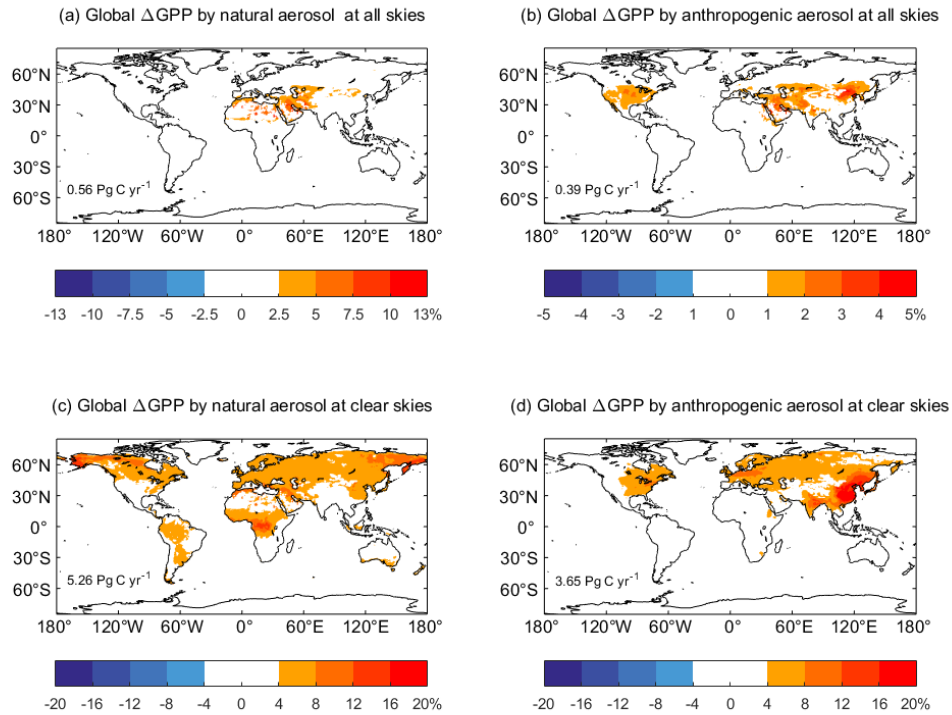 (a) Global ΔGPP by natural aerosol at all skies
(b) Global ΔGPP by anthropogenic aerosol at all skies
60°N
30°N
0°
30°S
60°S
0.56 Pg C yr⁻¹
180° 120°W 60°W 0° 60°E 120°E 180°
60°N
30°N
0°
30°S
60°S
0.39 Pg C yr⁻¹
180° 120°W 60°W 0° 60°E 120°E 180°
-13 -10 -7.5 -5 -2.5 0 2.5 5 7.5 10 13%
-5 -4 -3 -2 1 0 1 2 3 4 5%
(c) Global ΔGPP by natural aerosol at clear skies
(d) Global ΔGPP by anthropogenic aerosol at clear skies
60°N
30°N
0°
30°S
60°S
5.26 Pg C yr⁻¹
180° 120°W 60°W 0° 60°E 120°E 180°
60°N
30°N
0°
30°S
60°S
3.65 Pg C yr⁻¹
180° 120°W 60°W 0° 60°E 120°E 180°
-20 -16 -12 -8 -4 0 4 8 12 16 20%
-20 -16 -12 -8 -4 0 4 8 12 16 20%